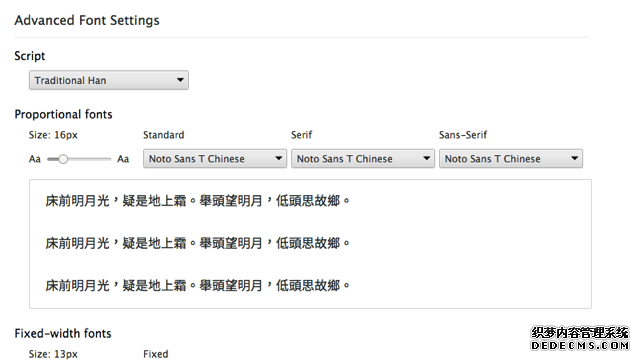 Advanced Font Settings
Script
Traditional Han
Proportional fonts
Size: 16px Standard Serif Sans-Serif
Aa Aa Noto Sans T Chinese Noto Sans T Chinese Noto Sans T Chinese
床前明月光，疑是地上霜。舉頭望明月，低頭思故鄉。
床前明月光，疑是地上霜。舉頭望明月，低頭思故鄉。
床前明月光，疑是地上霜。舉頭望明月，低頭思故鄉。
Fixed-width fonts
Size: 13px Fixed
织梦内容管理系统
DEDECMS.COM